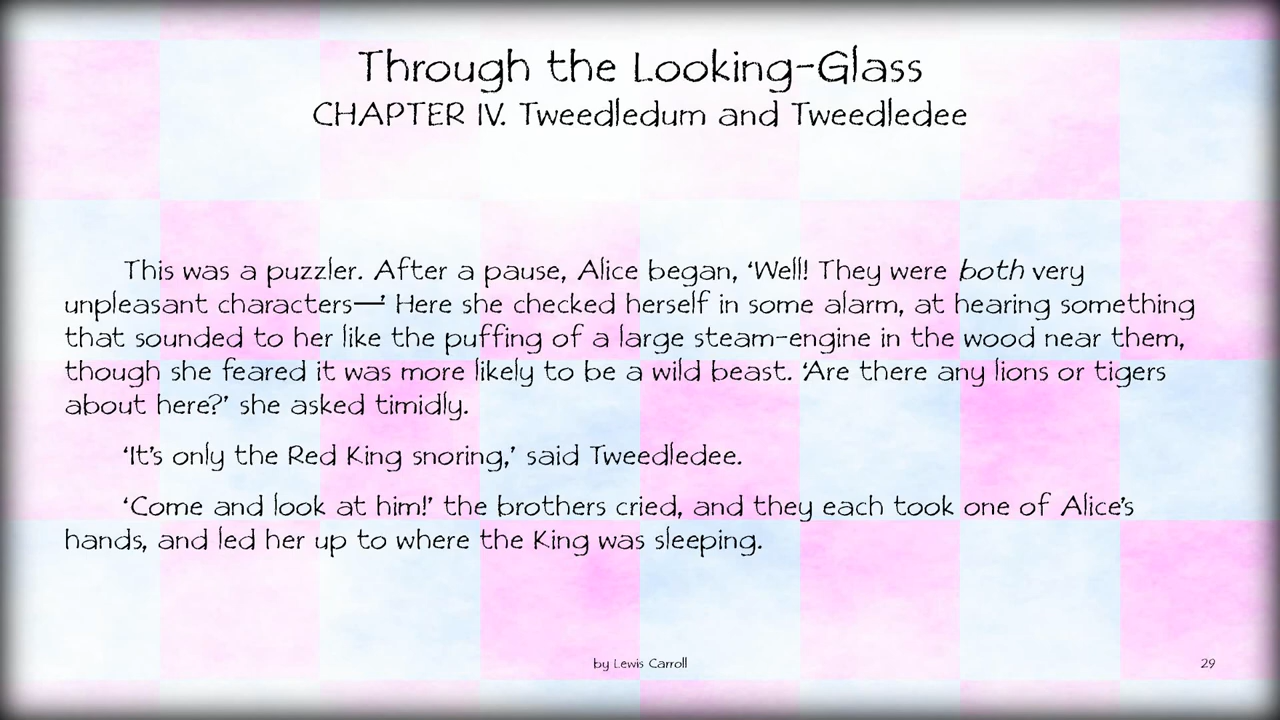 Through the Looking-Glass
CHAPTER IV. Tweedledum and Tweedledee
This was a puzzler. After a pause, Alice began, ‘Well! They were both very
unpleasant characters—’ Here she checked herself in some alarm, at hearing something
that sounded to her like the puffing of a large steam-engine in the wood near them,
though she feared it was more likely to be a wild beast. ‘Are there any lions or tigers
about here?’ she asked timidly.
‘It’s only the Red King snoring,’ said Tweedledee.
‘Come and look at him!’ the brothers cried, and they each took one of Alice’s
hands, and led her up to where the King was sleeping.
by Lewis Carroll
29